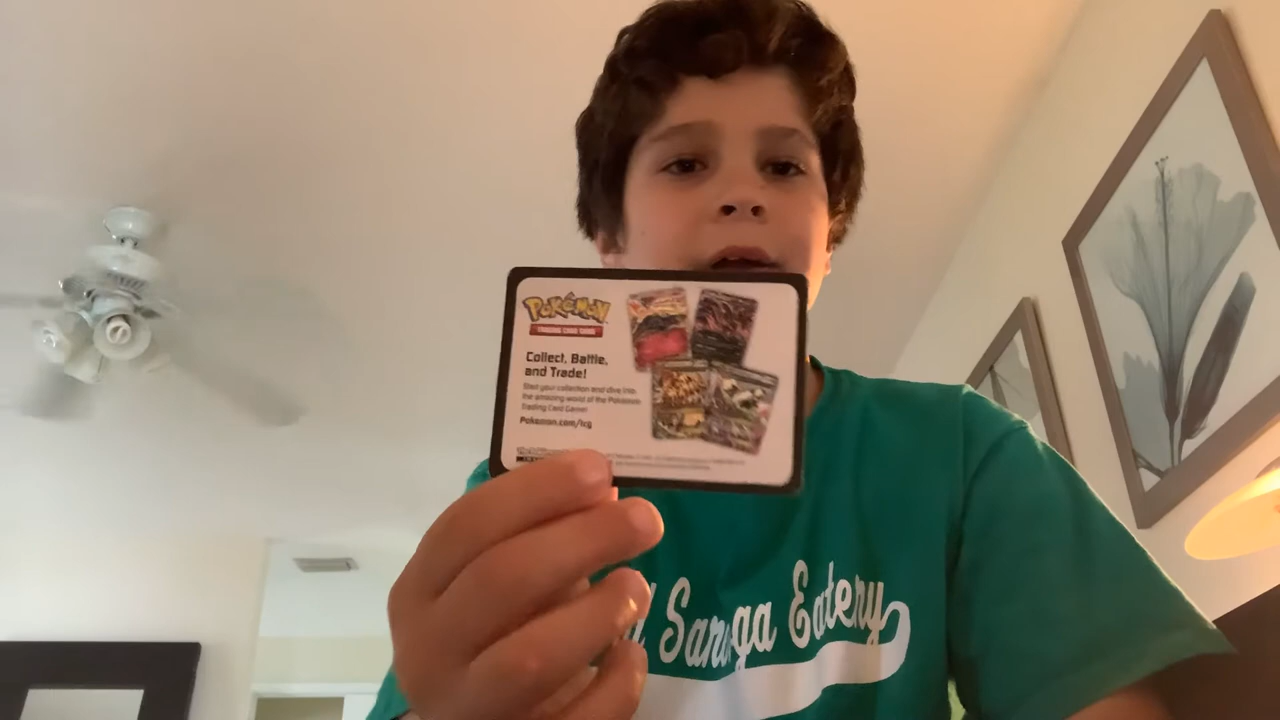 POKéMON
TRADING CARD GAME
Collect, Battle,
and Trade!
Start your collection and dive into
the amazing world of the Pokémon
Trading Card Game!
Pokemon.com/tcg
Eatery